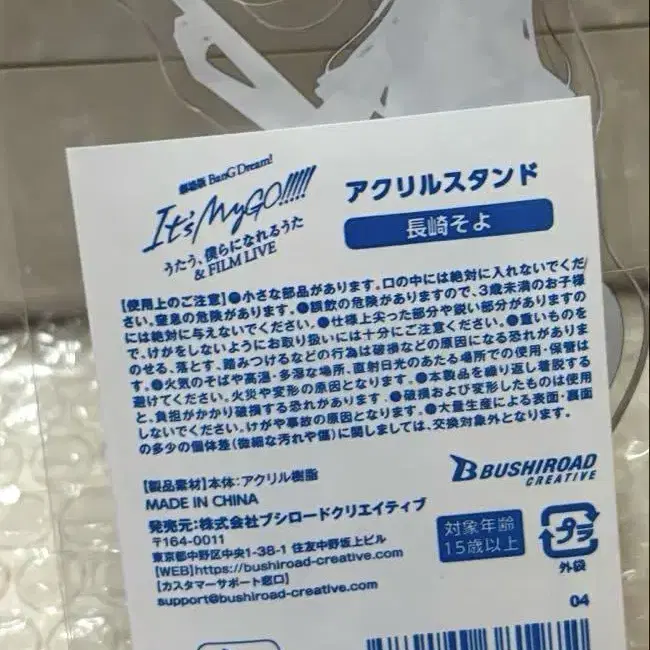 劇場版 BanG Dream!
It's MyGO!!!!!
うたう、僕らになれるうた
& FILM LIVE
アクリルスタンド
長崎そよ
【使用上のご注意】●小さな部品があります。口の中には絶対に入れないでくだ
さい。窒息の危険があります。●誤飲の危険がありますので、3歳未満のお子様
には絶対に与えないでください。●仕様上尖った部分や鋭い部分がありますの
で、けがをしないようにお取り扱いには十分にご注意ください。●重いものを
のせる、落とす、踏みつけるなどの行為は破損などの原因になる恐れがありま
す。●火気のそばや高温・多湿な場所、直射日光のあたる場所での使用・保管は
避けてください。火災や変形の原因となります。●本製品を繰り返し着脱する
と、負担がかかり破損する恐れがあります。●破損および変形したものは使用
しないでください。けがや事故の原因となります。●大量生産による表面・裏面
の多少の個体差(微細な汚れや傷)に関しましては、交換対象外となります。
【製品素材】本体:アクリル樹脂
MADE IN CHINA
発売元:株式会社ブシロードクリエイティブ
〒164-0011
東京都中野区中央1-38-1 住友中野坂上ビル
【WEB】https://bushiroad-creative.com
【カスタマーサポート窓口】
support@bushiroad-creative.com
BUSHIROAD
CREATIVE
対象年齢
15歳以上
プラ
外袋
04